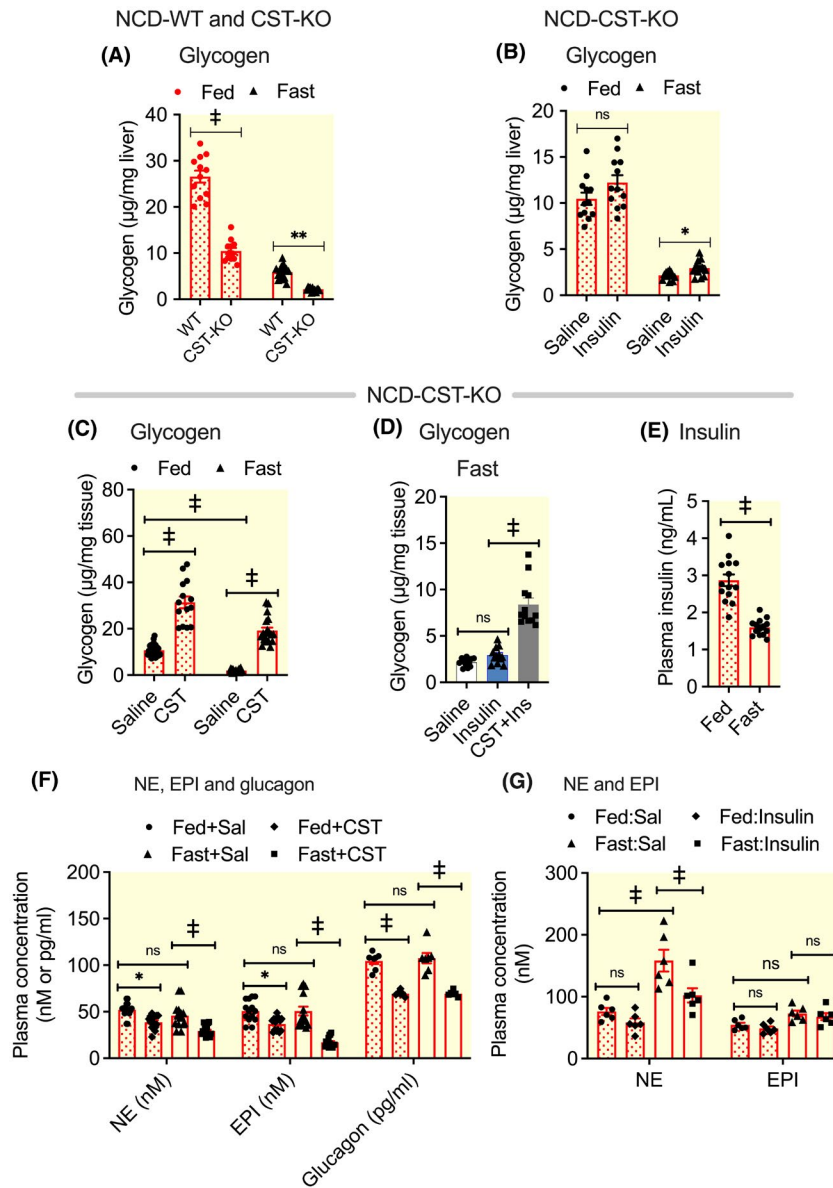 NCD-WT and CST-KO
NCD-CST-KO
(A)
Glycogen
Fed Fast
Glycogen (µg/mg liver)
40
30
20
10
0
‡
**
WT
CST-KO
WT
CST-KO
(B)
Glycogen
Fed Fast
Glycogen (µg/mg liver)
20
15
10
5
0
ns
*
Saline
Insulin
Saline
Insulin
NCD-CST-KO
(C) Glycogen
Fed Fast
Glycogen (µg/mg tissue)
80
60
40
20
0
‡
‡
‡
Saline
CST
Saline
CST
(D) Glycogen
Fast
Glycogen (µg/mg tissue)
20
15
10
5
0
‡
ns
Saline
Insulin
CST+Ins
(E) Insulin
Plasma insulin (ng/mL)
5
4
3
2
1
0
‡
Fed
Fast
(F) NE, EPI and glucagon
Fed+Sal Fed+CST
Fast+Sal Fast+CST
Plasma concentration
(nM or pg/ml)
200
150
100
50
0
ns
*
‡
ns
*
‡
ns
‡
‡
NE (nM)
EPI (nM)
Glucagon (pg/ml)
(G) NE and EPI
Fed:Sal Fed:Insulin
Fast:Sal Fast:Insulin
Plasma concentration
(nM)
300
200
100
0
‡
‡
ns
ns
ns
ns
NE
EPI